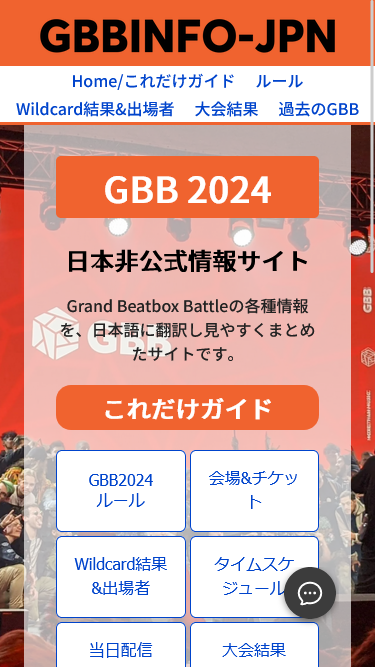 GBBINFO-JPN
Home/これだけガイド ルール
Wildcard結果&出場者 大会結果 過去のGBB
GBB 2024
日本非公式情報サイト
Grand Beatbox Battleの各種情報
を、日本語に翻訳し見やすくまとめ
たサイトです。
GBB
GBB
これだけガイド
GBB2024
ルール
会場&チケッ
ト
Wildcard結果
&出場者
タイムスケ
ジュール
当日配信
大会結果